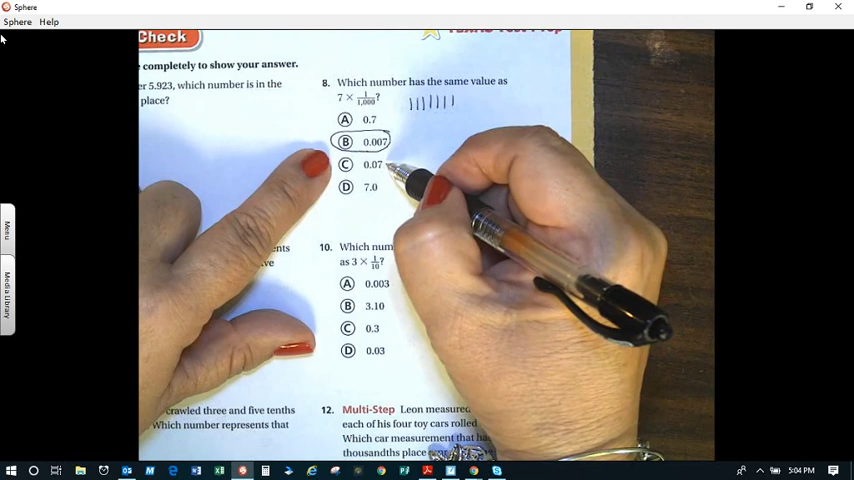 Sphere
Sphere Help
Check
completely to show your answer.
5.923, which number is in the
place?
8. Which number has the same value as
7 × 1/1,000?
A 0.7
B 0.007
C 0.07
D 7.0
10. Which num
as 3 × 1/10?
A 0.003
B 3.10
C 0.3
D 0.03
crawled three and five tenths
Which number represents that
12. Multi-Step Leon measured
each of his four toy cars rolled
Which car measurement that
thousandths place
Menu
Media Library
5:04 PM